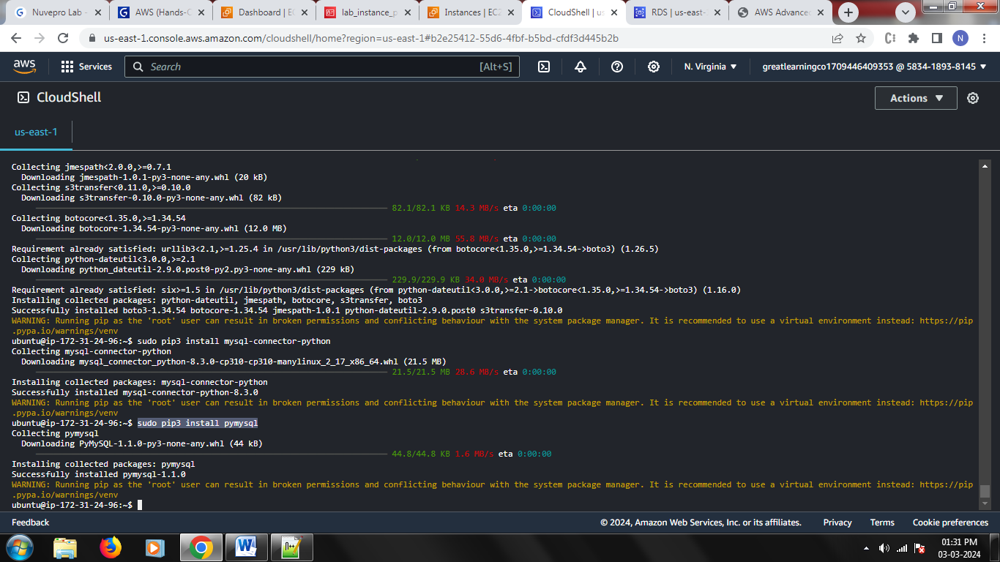 Nuvepro Lab -
AWS (Hands-O
Dashboard | EC
lab_instance_p
Instances | EC2
CloudShell | us
RDS | us-east-
AWS Advance
us-east-1.console.aws.amazon.com/cloudshell/home?region=us-east-1#b2e25412-55d6-4fbf-b5bd-cfdf3d445b2b
N
aws
Services
Search
[Alt+S]
N. Virginia
greatlearningco1709446409353 @ 5834-1893-8145
CloudShell
Actions
us-east-1
Collecting jmespath<2.0.0,>=0.7.1
Downloading jmespath-1.0.1-py3-none-any.whl (20 kB)
Collecting s3transfer<0.11.0,>=0.10.0
Downloading s3transfer-0.10.0-py3-none-any.whl (82 kB)
82.1/82.1 KB 14.3 MB/s eta 0:00:00
Collecting botocore<1.35.0,>=1.34.54
Downloading botocore-1.34.54-py3-none-any.whl (12.0 MB)
12.0/12.0 MB 55.8 MB/s eta 0:00:00
Requirement already satisfied: urllib3<2.1,>=1.25.4 in /usr/lib/python3/dist-packages (from botocore<1.35.0,>=1.34.54->boto3) (1.26.5)
Collecting python-dateutil<3.0.0,>=2.1
Downloading python_dateutil-2.9.0.post0-py2.py3-none-any.whl (229 kB)
229.9/229.9 KB 34.0 MB/s eta 0:00:00
Requirement already satisfied: six>=1.5 in /usr/lib/python3/dist-packages (from python-dateutil<3.0.0,>=2.1->botocore<1.35.0,>=1.34.54->boto3) (1.16.0)
Installing collected packages: python-dateutil, jmespath, botocore, s3transfer, boto3
Successfully installed boto3-1.34.54 botocore-1.34.54 jmespath-1.0.1 python-dateutil-2.9.0.post0 s3transfer-0.10.0
WARNING: Running pip as the 'root' user can result in broken permissions and conflicting behaviour with the system package manager. It is recommended to use a virtual environment instead: https://pip
.pypa.io/warnings/venv
ubuntu@ip-172-31-24-96:~$ sudo pip3 install mysql-connector-python
Collecting mysql-connector-python
Downloading mysql_connector_python-8.3.0-cp310-cp310-manylinux_2_17_x86_64.whl (21.5 MB)
21.5/21.5 MB 28.6 MB/s eta 0:00:00
Installing collected packages: mysql-connector-python
Successfully installed mysql-connector-python-8.3.0
WARNING: Running pip as the 'root' user can result in broken permissions and conflicting behaviour with the system package manager. It is recommended to use a virtual environment instead: https://pip
.pypa.io/warnings/venv
ubuntu@ip-172-31-24-96:~$ sudo pip3 install pymysql
Collecting pymysql
Downloading PyMySQL-1.1.0-py3-none-any.whl (44 kB)
44.8/44.8 KB 1.6 MB/s eta 0:00:00
Installing collected packages: pymysql
Successfully installed pymysql-1.1.0
WARNING: Running pip as the 'root' user can result in broken permissions and conflicting behaviour with the system package manager. It is recommended to use a virtual environment instead: https://pip
.pypa.io/warnings/venv
ubuntu@ip-172-31-24-96:~$
Feedback
© 2024, Amazon Web Services, Inc. or its affiliates.
Privacy
Terms
Cookie preferences
01:31 PM
03-03-2024